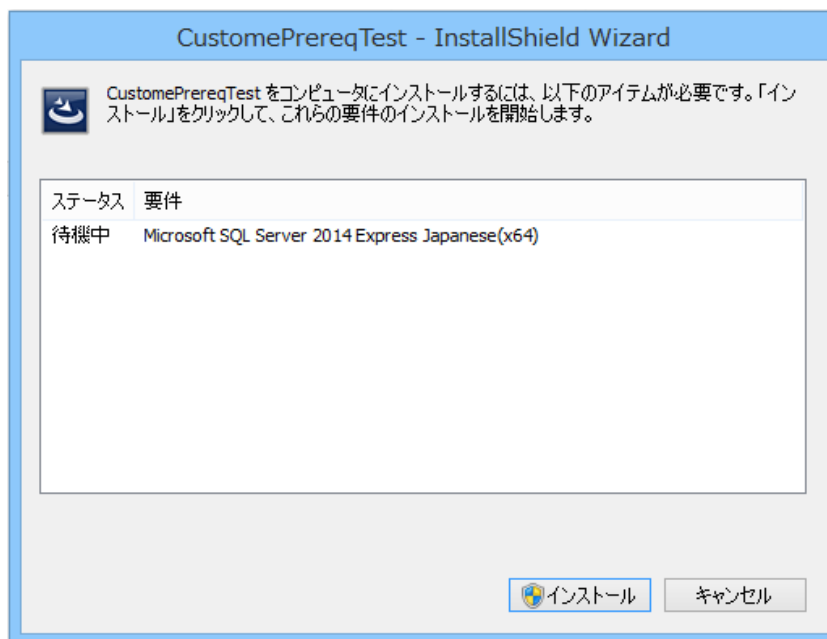 CustomePrereqTest - InstallShield Wizard
CustomePrereqTest をコンピュータにインストールするには、以下のアイテムが必要です。「イン
ストール」をクリックして、これらの要件のインストールを開始します。
ステータス 要件
待機中 Microsoft SQL Server 2014 Express Japanese(x64)
インストール キャンセル